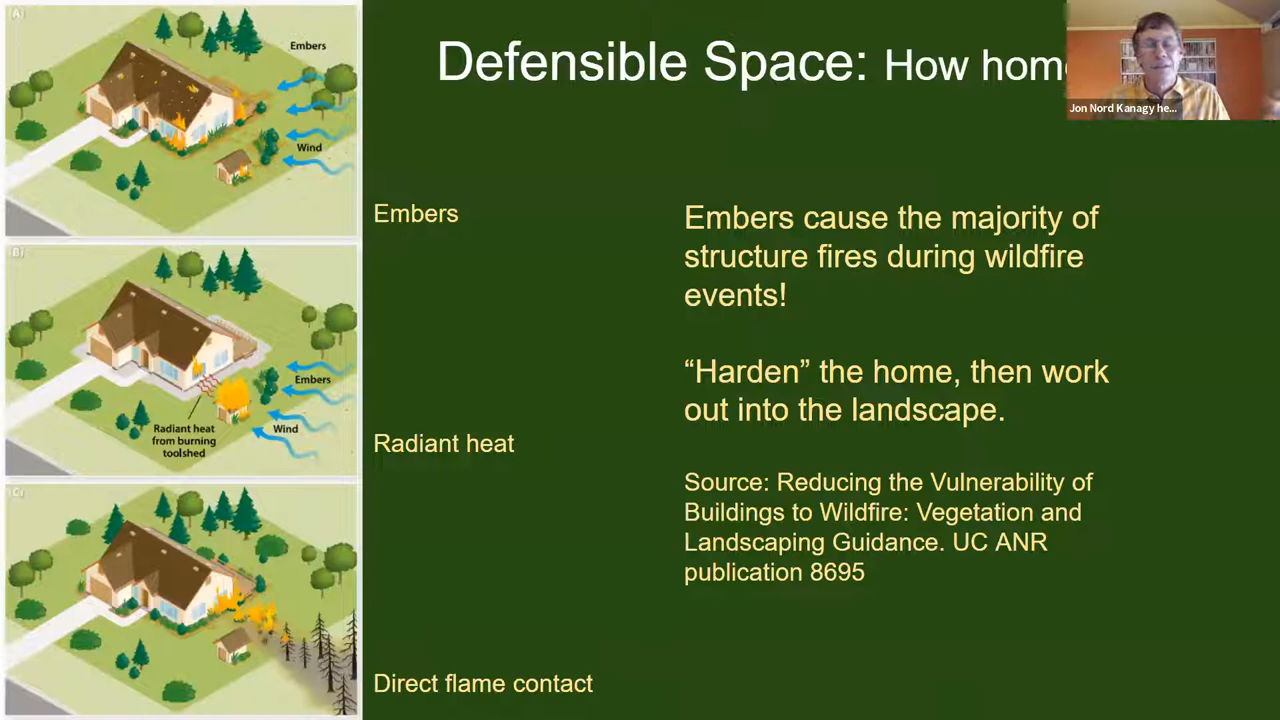 Defensible Space: How hom
Jon Nord Kanagy he...
(A)
Embers
Wind
Embers
Embers cause the majority of
structure fires during wildfire
events!
“Harden” the home, then work
out into the landscape.
Source: Reducing the Vulnerability of
Buildings to Wildfire: Vegetation and
Landscaping Guidance. UC ANR
publication 8695
(B)
Embers
Wind
Radiant heat
from burning
toolshed
Radiant heat
(C)
Direct flame contact